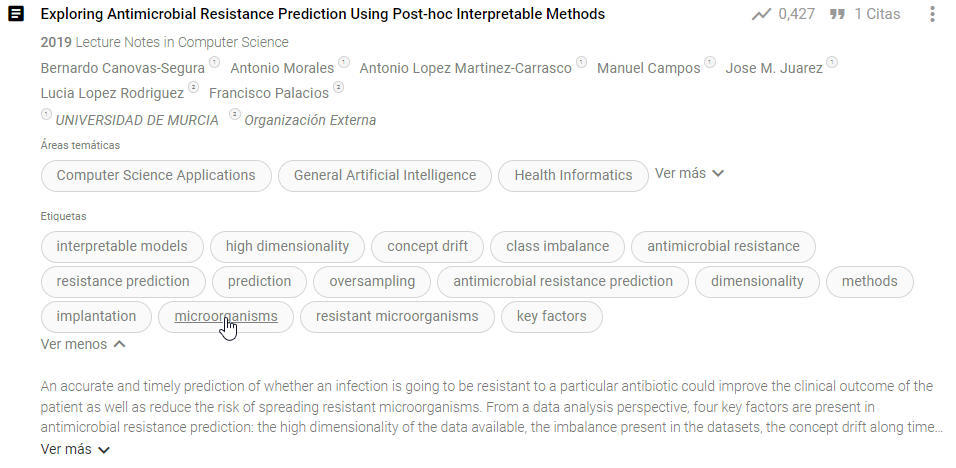 Exploring Antimicrobial Resistance Prediction Using Post-hoc Interpretable Methods 0,427 1 Citas
2019 Lecture Notes in Computer Science
Bernardo Canovas-Segura 1 Antonio Morales 1 Antonio Lopez Martinez-Carrasco 1 Manuel Campos 1 Jose M. Juarez 1
Lucia Lopez Rodriguez 2 Francisco Palacios 2
1 UNIVERSIDAD DE MURCIA 2 Organización Externa
Áreas temáticas
Computer Science Applications General Artificial Intelligence Health Informatics Ver más
Etiquetas
interpretable models high dimensionality concept drift class imbalance antimicrobial resistance
resistance prediction prediction oversampling antimicrobial resistance prediction dimensionality methods
implantation microorganisms resistant microorganisms key factors
Ver menos
An accurate and timely prediction of whether an infection is going to be resistant to a particular antibiotic could improve the clinical outcome of the
patient as well as reduce the risk of spreading resistant microorganisms. From a data analysis perspective, four key factors are present in
antimicrobial resistance prediction: the high dimensionality of the data available, the imbalance present in the datasets, the concept drift along time...
Ver más